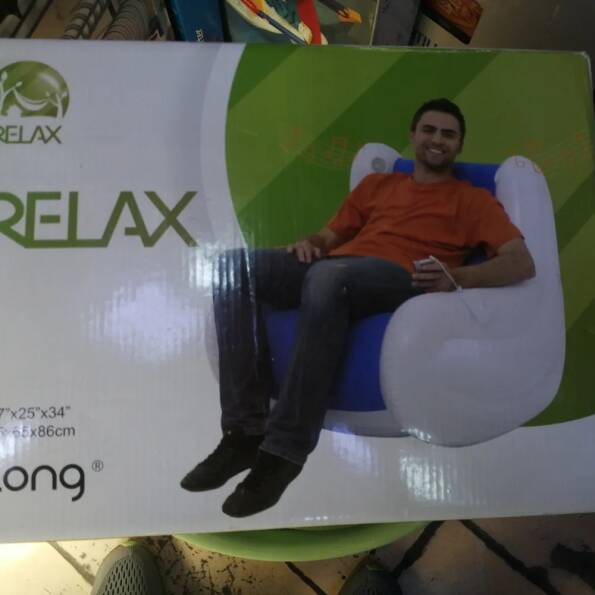 RELAX
RELAX
7"x25"x34"
65x86cm
Long®